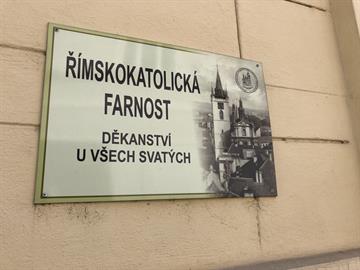 ŘÍMSKOKATOLICKÁ
FARNOST
DĚKANSTVÍ
U VŠECH SVATÝCH